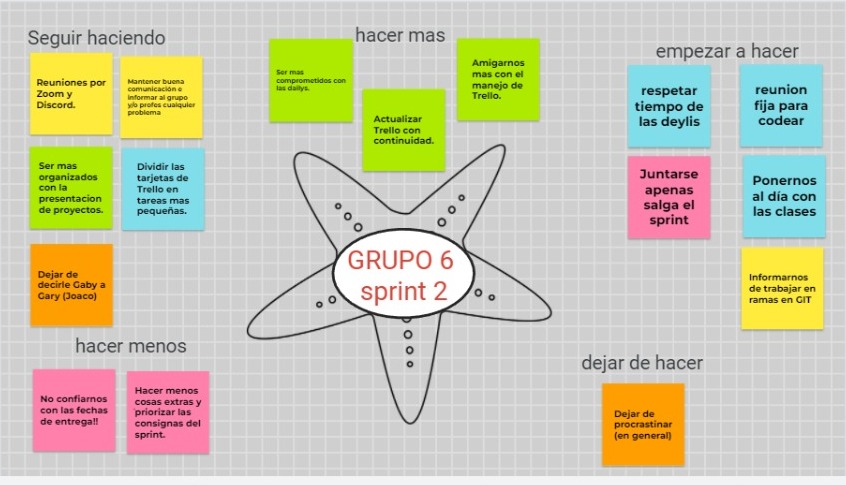 Seguir haciendo
Reuniones por
Zoom y
Discord.
Mantener buena
comunicación e
informar al grupo
y/o profes cualquier
problema
Ser mas
organizados
con la
presentacion
de proyectos.
Dividir las
tarjetas de
Trello en
tareas mas
pequeñas.
Dejar de
decirle Gaby a
Gary (Joaco)
hacer mas
Ser mas
comprometidos con
las dailys.
Actualizar
Trello con
continuidad.
Amigarnos
mas con el
manejo de
Trello.
empezar a hacer
respetar
tiempo de
las deylis
reunion
fija para
codear
Juntarse
apenas
salga el
sprint
Ponernos
al día con
las clases
Informarnos
de trabajar en
ramas en GIT
GRUPO 6
sprint 2
hacer menos
No confiarnos
con las fechas
de entrega!!
Hacer menos
cosas extras y
priorizar las
consignas del
sprint.
dejar de hacer
Dejar de
procrastinar
(en general)